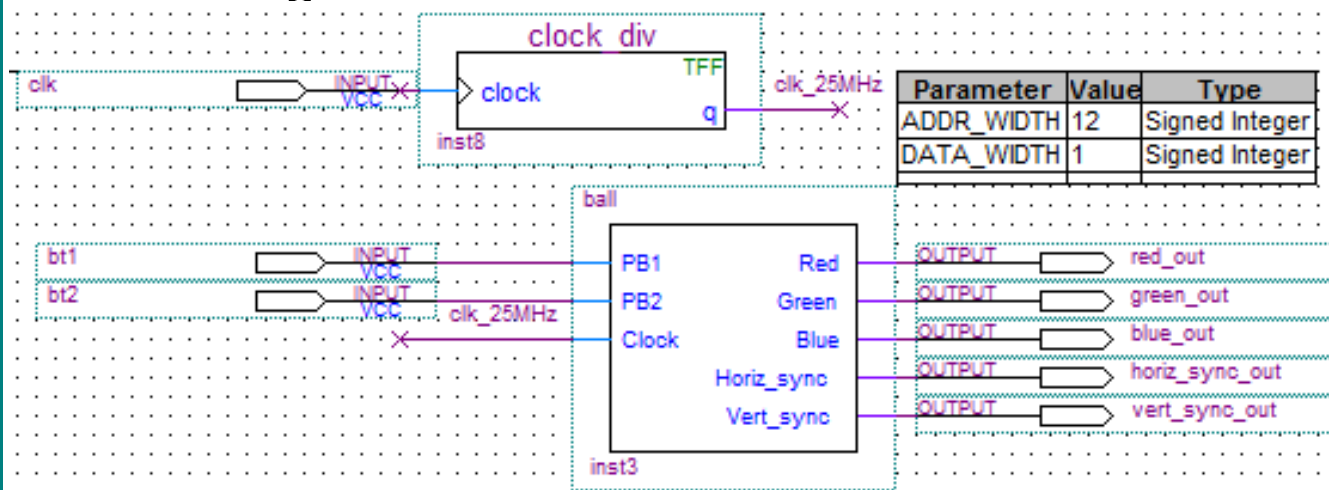 clock_div
TFF
clk
INPUT
VCC
clock
q
clk_25MHz
inst8
Parameter Value Type
ADDR_WIDTH 12 Signed Integer
DATA_WIDTH 1 Signed Integer
ball
bt1
INPUT
VCC
bt2
INPUT
VCC
clk_25MHz
PB1 Red
PB2 Green
Clock Blue
Horiz_sync
Vert_sync
inst3
OUTPUT red_out
OUTPUT green_out
OUTPUT blue_out
OUTPUT horiz_sync_out
OUTPUT vert_sync_out